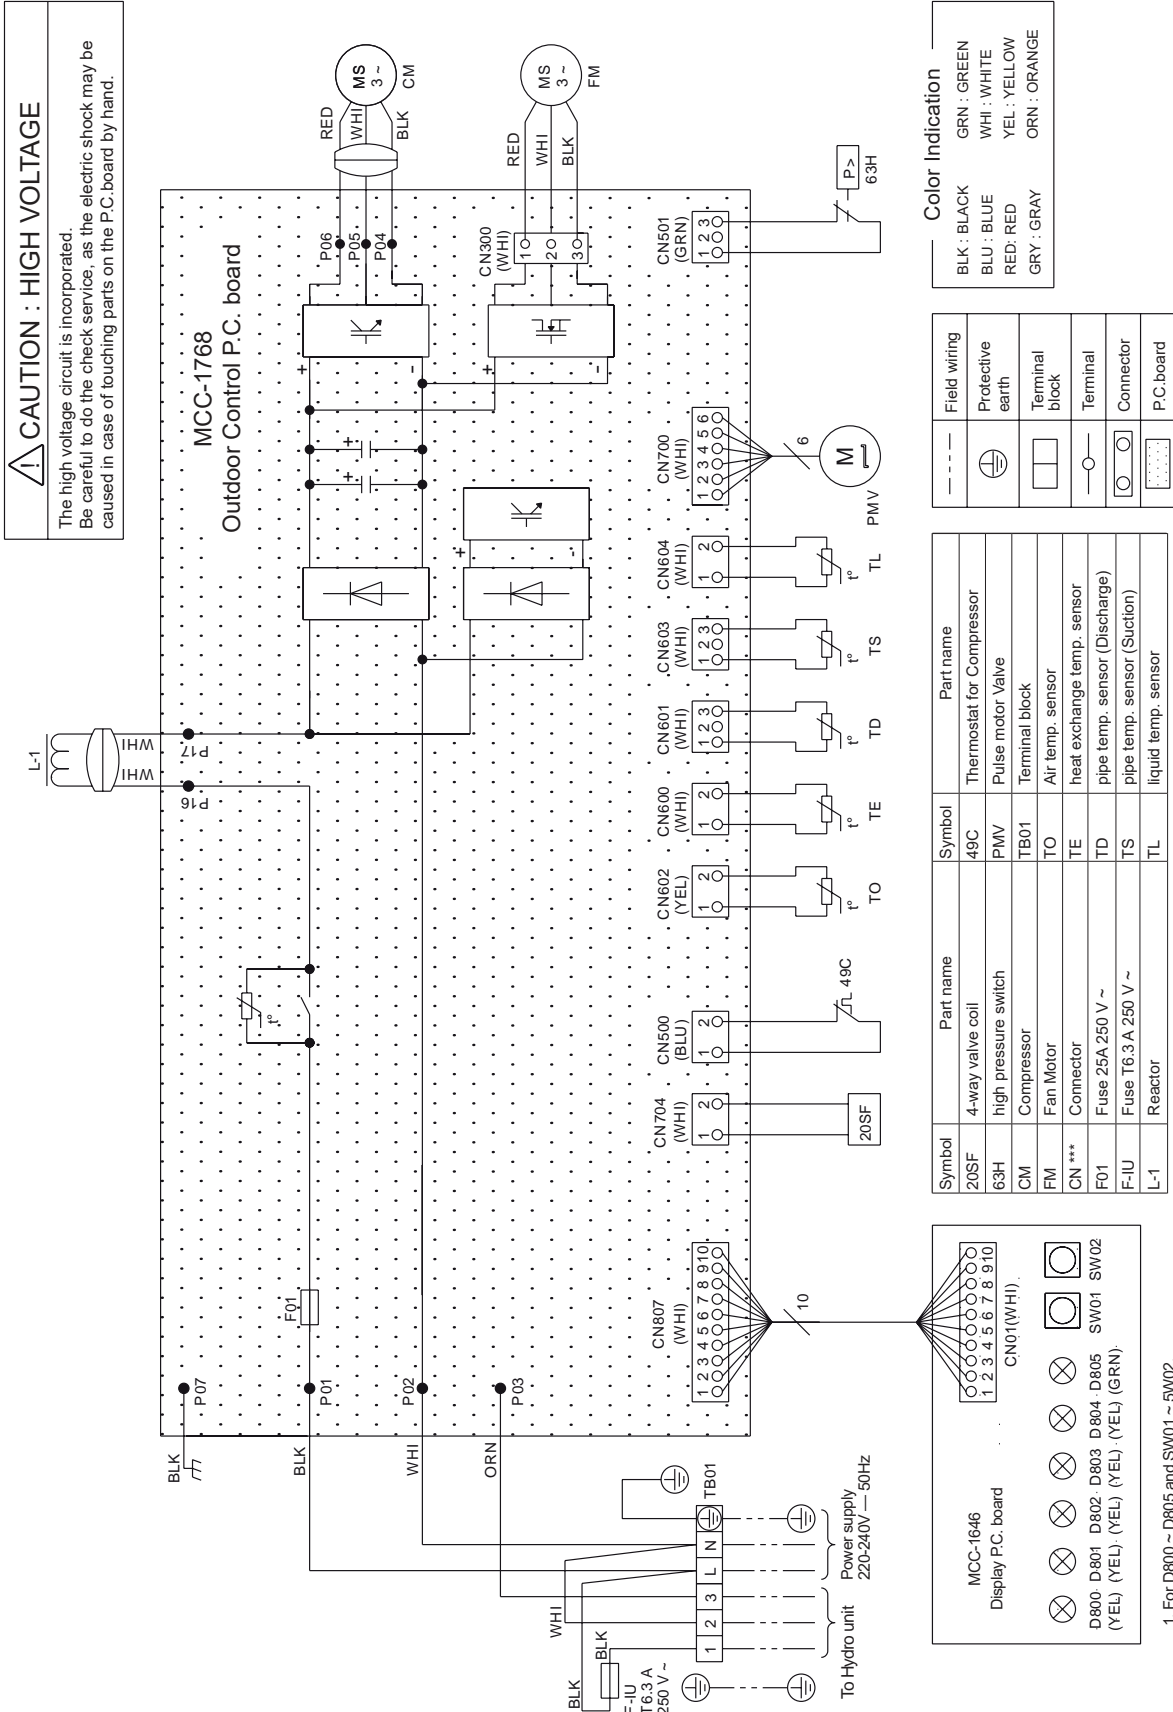 CAUTION : HIGH VOLTAGE
The high voltage circuit is incorporated.
Be careful to do the check service, as the electric shock may be
caused in case of touching parts on the P.C.board by hand.
MCC-1768
Outdoor Control P.C. board
L-1
WHI WHI
P16 P17
t°
F01
P07
P01
P02
P03
BLK
BLK
WHI
ORN
+
-
+ +
+
-
+
-
P06
P05
P04
RED
WHI
BLK
MS
3 ~
CM
CN300
(WHI)
1
2
3
RED
WHI
BLK
MS
3 ~
FM
CN807
(WHI)
1 2 3 4 5 6 7 8 9 10
10
CN704
(WHI)
1 2
20SF
CN500
(BLU)
1 2
49C
CN602
(YEL)
1 2
t°
TO
CN600
(WHI)
1 2
t°
TE
CN601
(WHI)
1 2 3
t°
TD
CN603
(WHI)
1 2 3
t°
TS
CN604
(WHI)
1 2
t°
TL
CN700
(WHI)
1 2 3 4 5 6
6
M
PMV
CN501
(GRN)
1 2 3
P>
63H
WHI
BLK
BLK
F-IU
T6.3 A
250 V ~
1 2 3 L N
TB01
To Hydro unit
Power supply
220-240V — 50Hz
MCC-1646
Display P.C. board
1 2 3 4 5 6 7 8 9 10
CN01(WHI)
D800 D801 D802 D803 D804 D805 SW01 SW02
(YEL) (YEL) (YEL) (YEL) (YEL) (GRN)
1. For D800 ~ D805 and SW01 ~ SW02
Symbol Part name Symbol Part name
20SF 4-way valve coil 49C Thermostat for Compressor
63H high pressure switch PMV Pulse motor Valve
CM Compressor TB01 Terminal block
FM Fan Motor TO Air temp. sensor
CN *** Connector TE heat exchange temp. sensor
F01 Fuse 25A 250 V ~ TD pipe temp. sensor (Discharge)
F-IU Fuse T6.3 A 250 V ~ TS pipe temp. sensor (Suction)
L-1 Reactor TL liquid temp. sensor
Field wiring
Protective
earth
Terminal
block
Terminal
Connector
P.C.board
Color Indication
BLK : BLACK GRN : GREEN
BLU : BLUE WHI : WHITE
RED: RED YEL : YELLOW
GRY : GRAY ORN : ORANGE